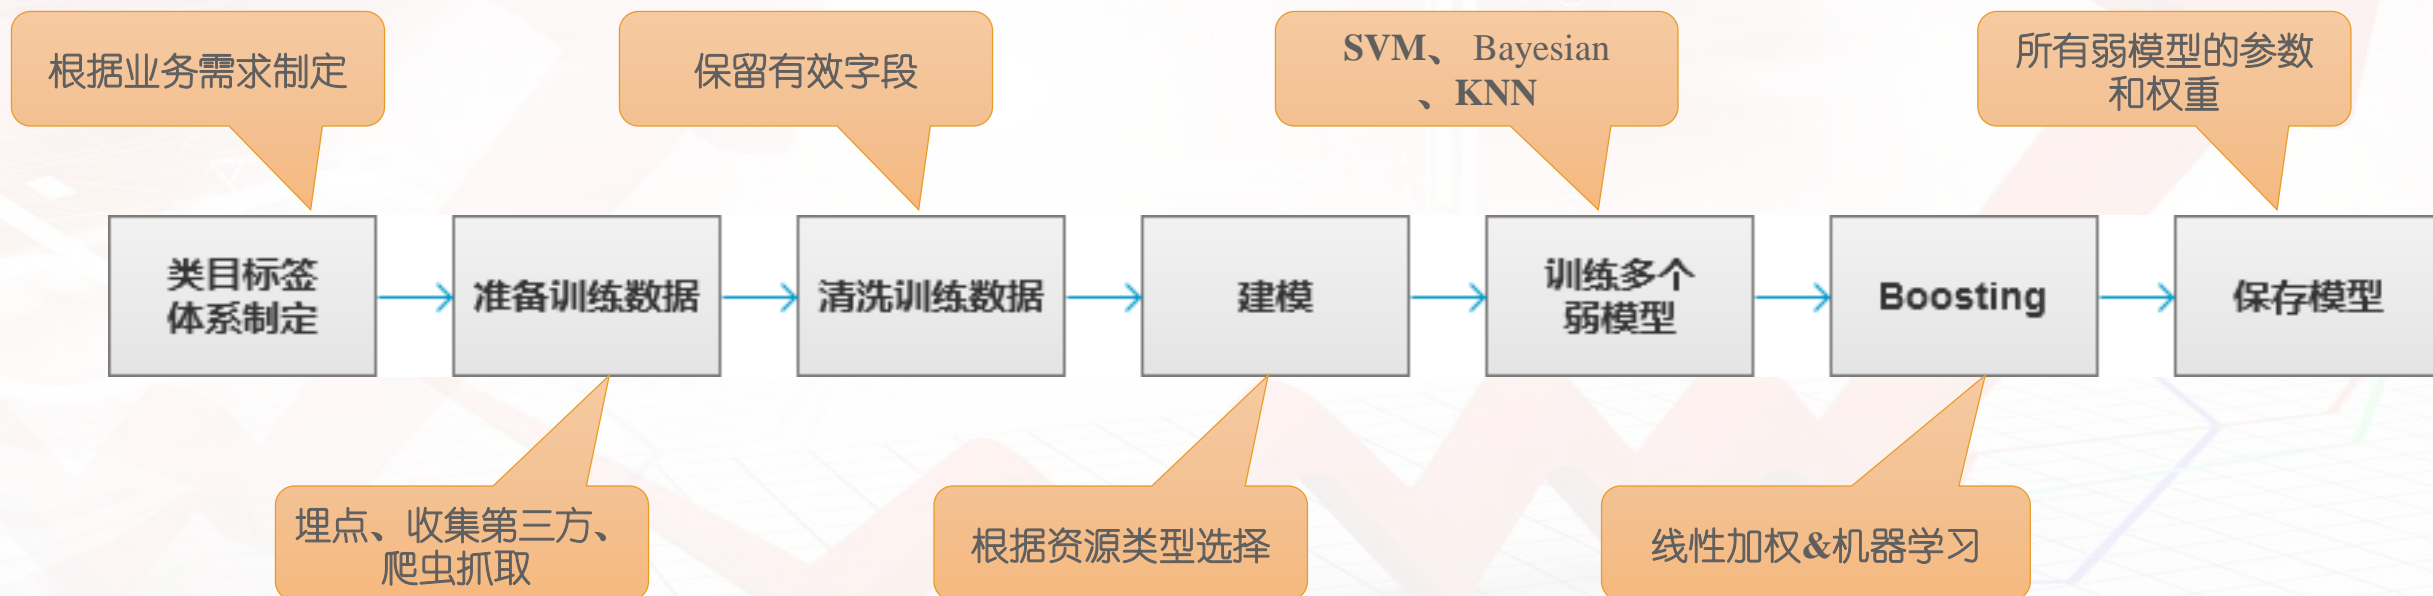 根据业务需求制定
保留有效字段
SVM、 Bayesian
、KNN
所有弱模型的参数
和权重
类目标签
体系制定
准备训练数据
清洗训练数据
建模
训练多个
弱模型
Boosting
保存模型
埋点、收集第三方、
爬虫抓取
根据资源类型选择
线性加权&机器学习